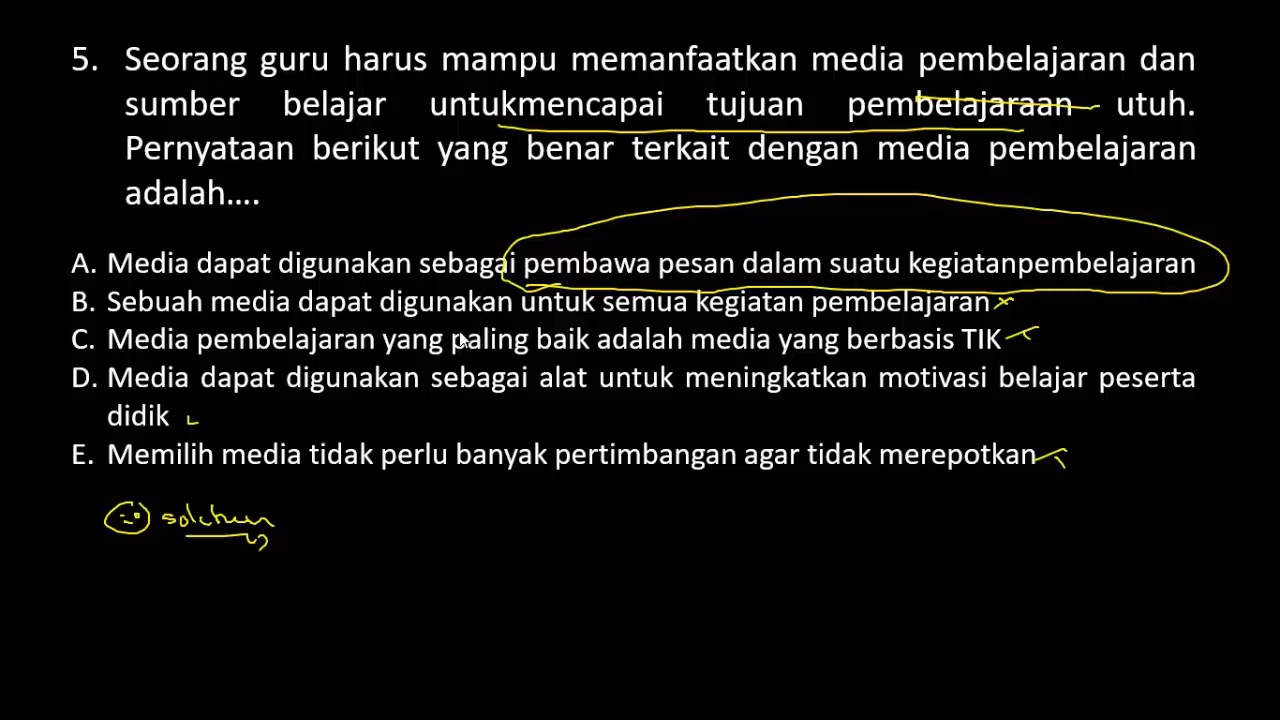 5. Seorang guru harus mampu memanfaatkan media pembelajaran dan
sumber belajar untukmencapai tujuan pembelajaraan utuh.
Pernyataan berikut yang benar terkait dengan media pembelajaran
adalah....
A. Media dapat digunakan sebagai pembawa pesan dalam suatu kegiatanpembelajaran
B. Sebuah media dapat digunakan untuk semua kegiatan pembelajaran
C. Media pembelajaran yang paling baik adalah media yang berbasis TIK
D. Media dapat digunakan sebagai alat untuk meningkatkan motivasi belajar peserta
didik
E. Memilih media tidak perlu banyak pertimbangan agar tidak merepotkan